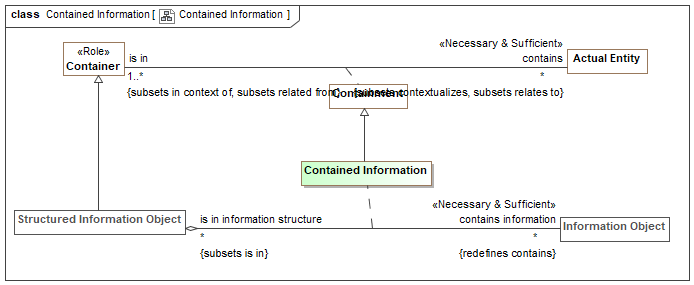 class Contained Information [ Contained Information ]
«Role»
Container
is in
1..*
{subsets in context of, subsets related from}
«Necessary & Sufficient»
contains
*
{subsets contextualizes, subsets relates to}
Actual Entity
Containment
Contained Information
Structured Information Object
is in information structure
*
{subsets is in}
«Necessary & Sufficient»
contains information
*
{redefines contains}
Information Object